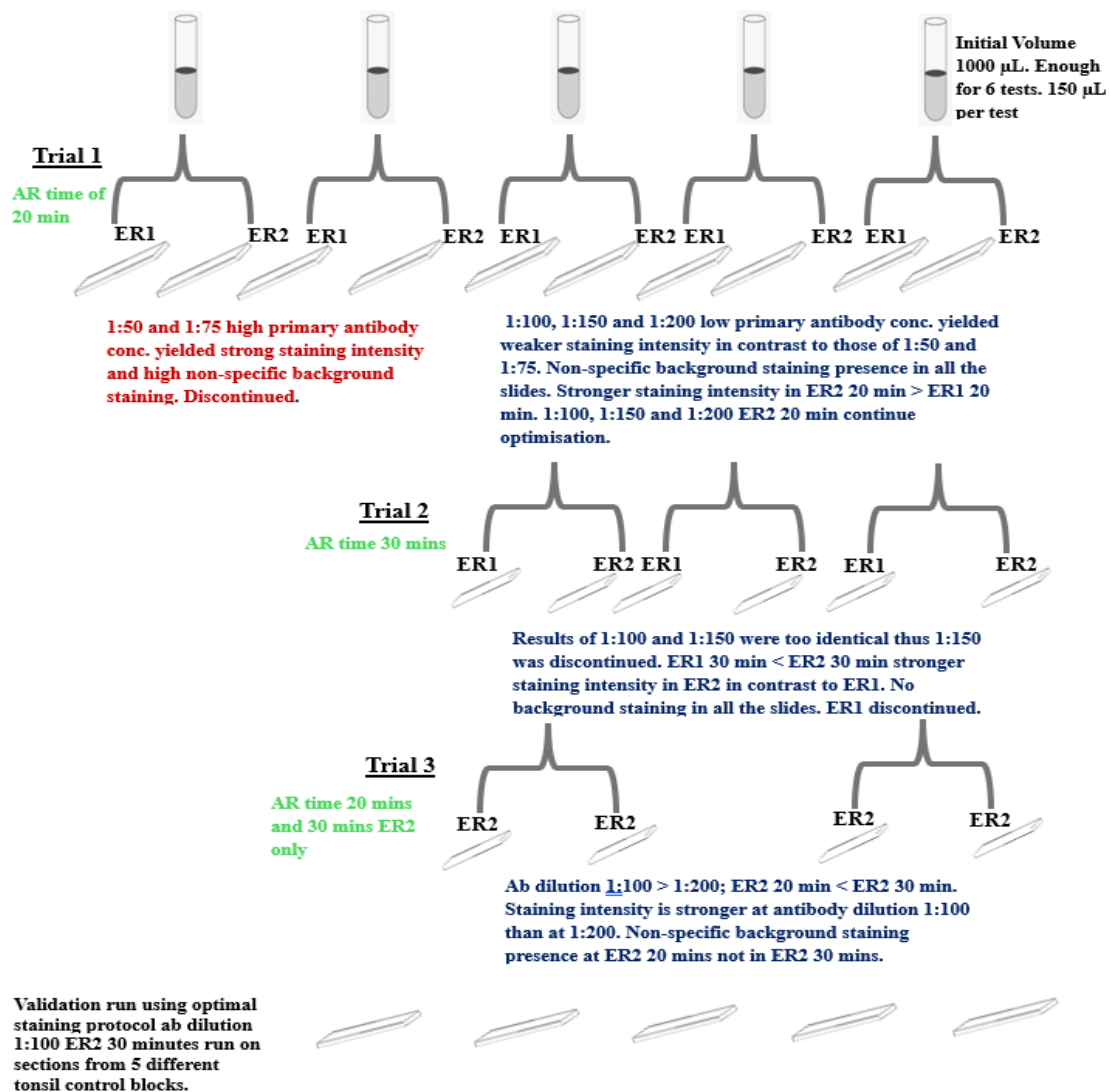 Initial Volume
1000 µL. Enough
for 6 tests. 150 µL
per test
Trial 1
AR time of
20 min
ER1 ER2 ER1 ER2 ER1 ER2 ER1 ER2 ER1 ER2
1:50 and 1:75 high primary antibody
conc. yielded strong staining intensity
and high non-specific background
staining. Discontinued.
1:100, 1:150 and 1:200 low primary antibody conc. yielded
weaker staining intensity in contrast to those of 1:50 and
1:75. Non-specific background staining presence in all the
slides. Stronger staining intensity in ER2 20 min > ER1 20
min. 1:100, 1:150 and 1:200 ER2 20 min continue
optimisation.
Trial 2
AR time 30 mins
ER1 ER2 ER1 ER2 ER1 ER2
Results of 1:100 and 1:150 were too identical thus 1:150
was discontinued. ER1 30 min < ER2 30 min stronger
staining intensity in ER2 in contrast to ER1. No
background staining in all the slides. ER1 discontinued.
Trial 3
AR time 20 mins
and 30 mins ER2
only
ER2 ER2 ER2 ER2
Ab dilution 1:100 > 1:200; ER2 20 min < ER2 30 min.
Staining intensity is stronger at antibody dilution 1:100
than at 1:200. Non-specific background staining
presence at ER2 20 mins not in ER2 30 mins.
Validation run using optimal
staining protocol ab dilution
1:100 ER2 30 minutes run on
sections from 5 different
tonsil control blocks.